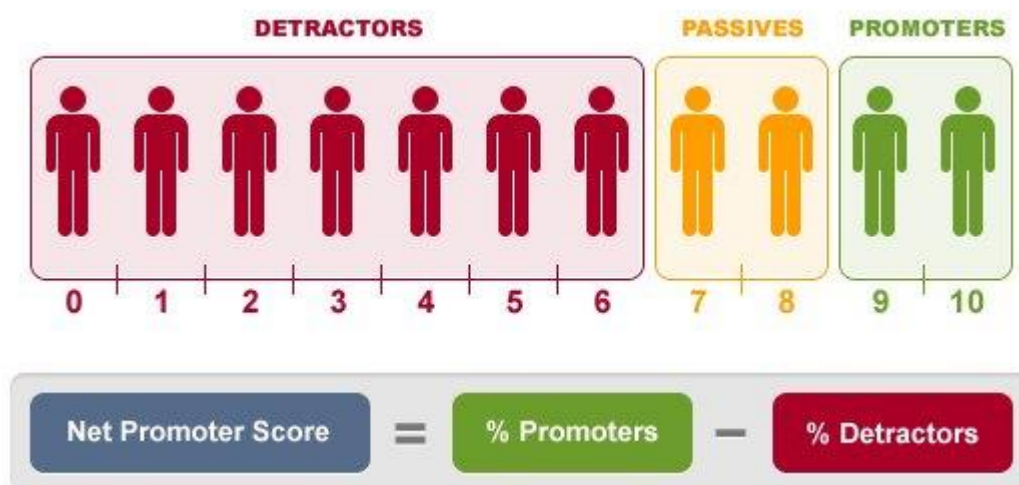 DETRACTORS PASSIVES PROMOTERS
0 1 2 3 4 5 6 7 8 9 10
Net Promoter Score = % Promoters − % Detractors